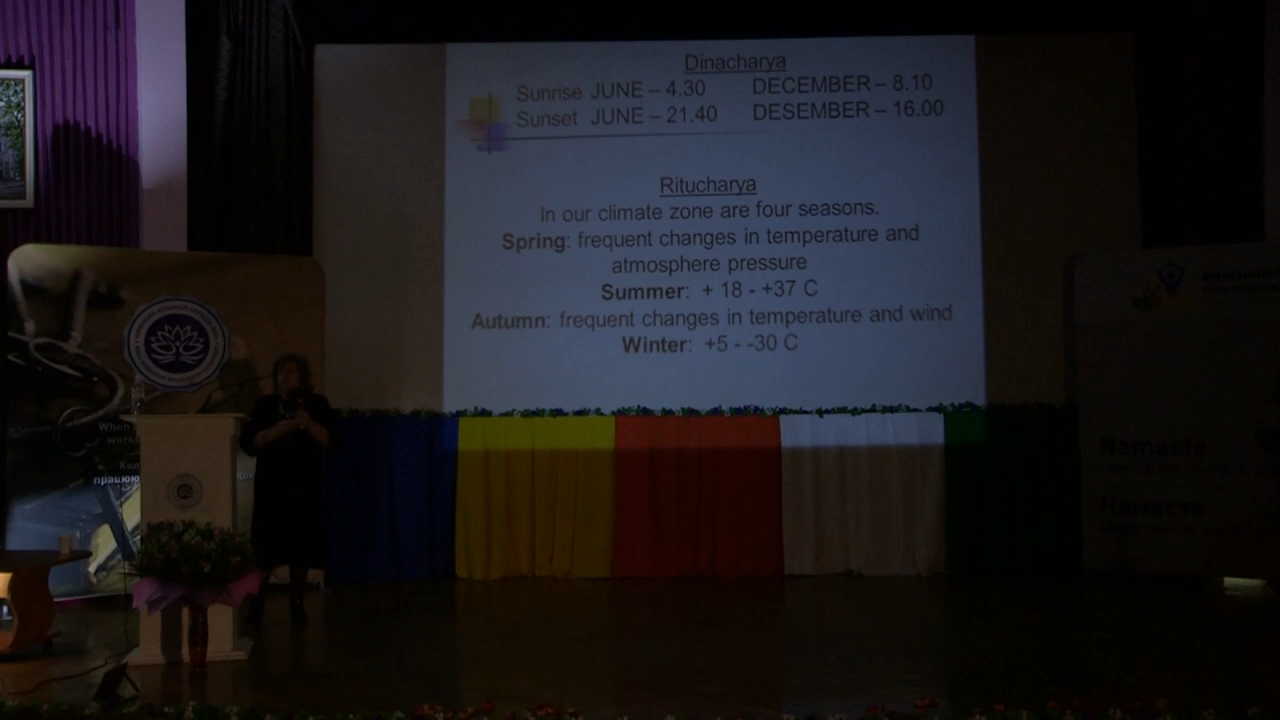 Dinacharya
Sunrise JUNE – 4.30 DECEMBER – 8.10
Sunset JUNE – 21.40 DESEMBER – 16.00
Ritucharya
In our climate zone are four seasons.
Spring: frequent changes in temperature and
atmosphere pressure
Summer: + 18 - +37 C
Autumn: frequent changes in temperature and wind
Winter: +5 - -30 C
When
Namaste